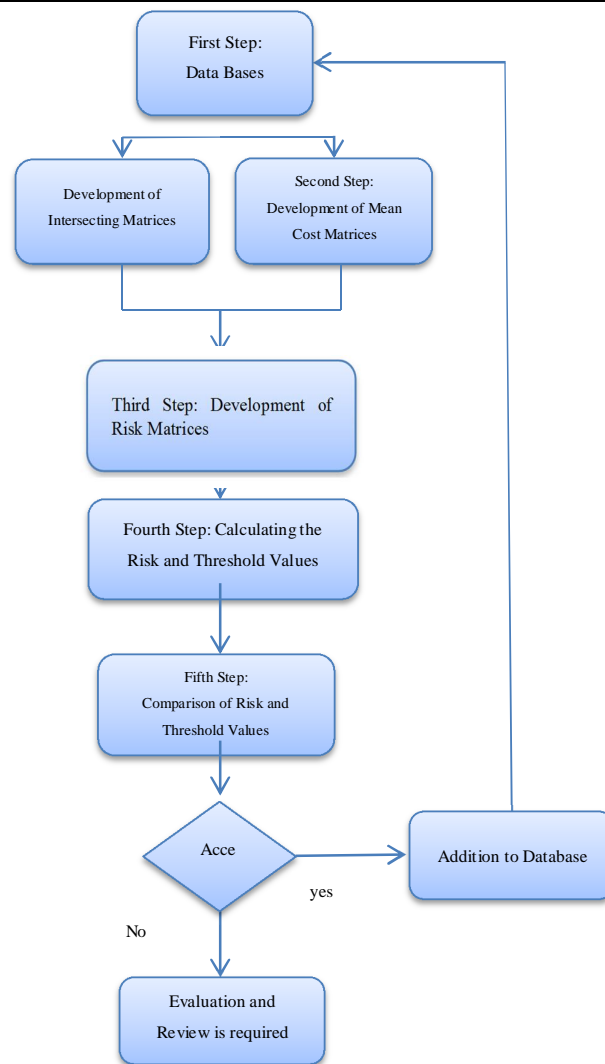 First Step:
Data Bases
Development of
Intersecting Matrices
Second Step:
Development of Mean
Cost Matrices
Third Step: Development of
Risk Matrices
Fourth Step: Calculating the
Risk and Threshold Values
Fifth Step:
Comparison of Risk and
Threshold Values
Acce
yes
Addition to Database
No
Evaluation and
Review is required